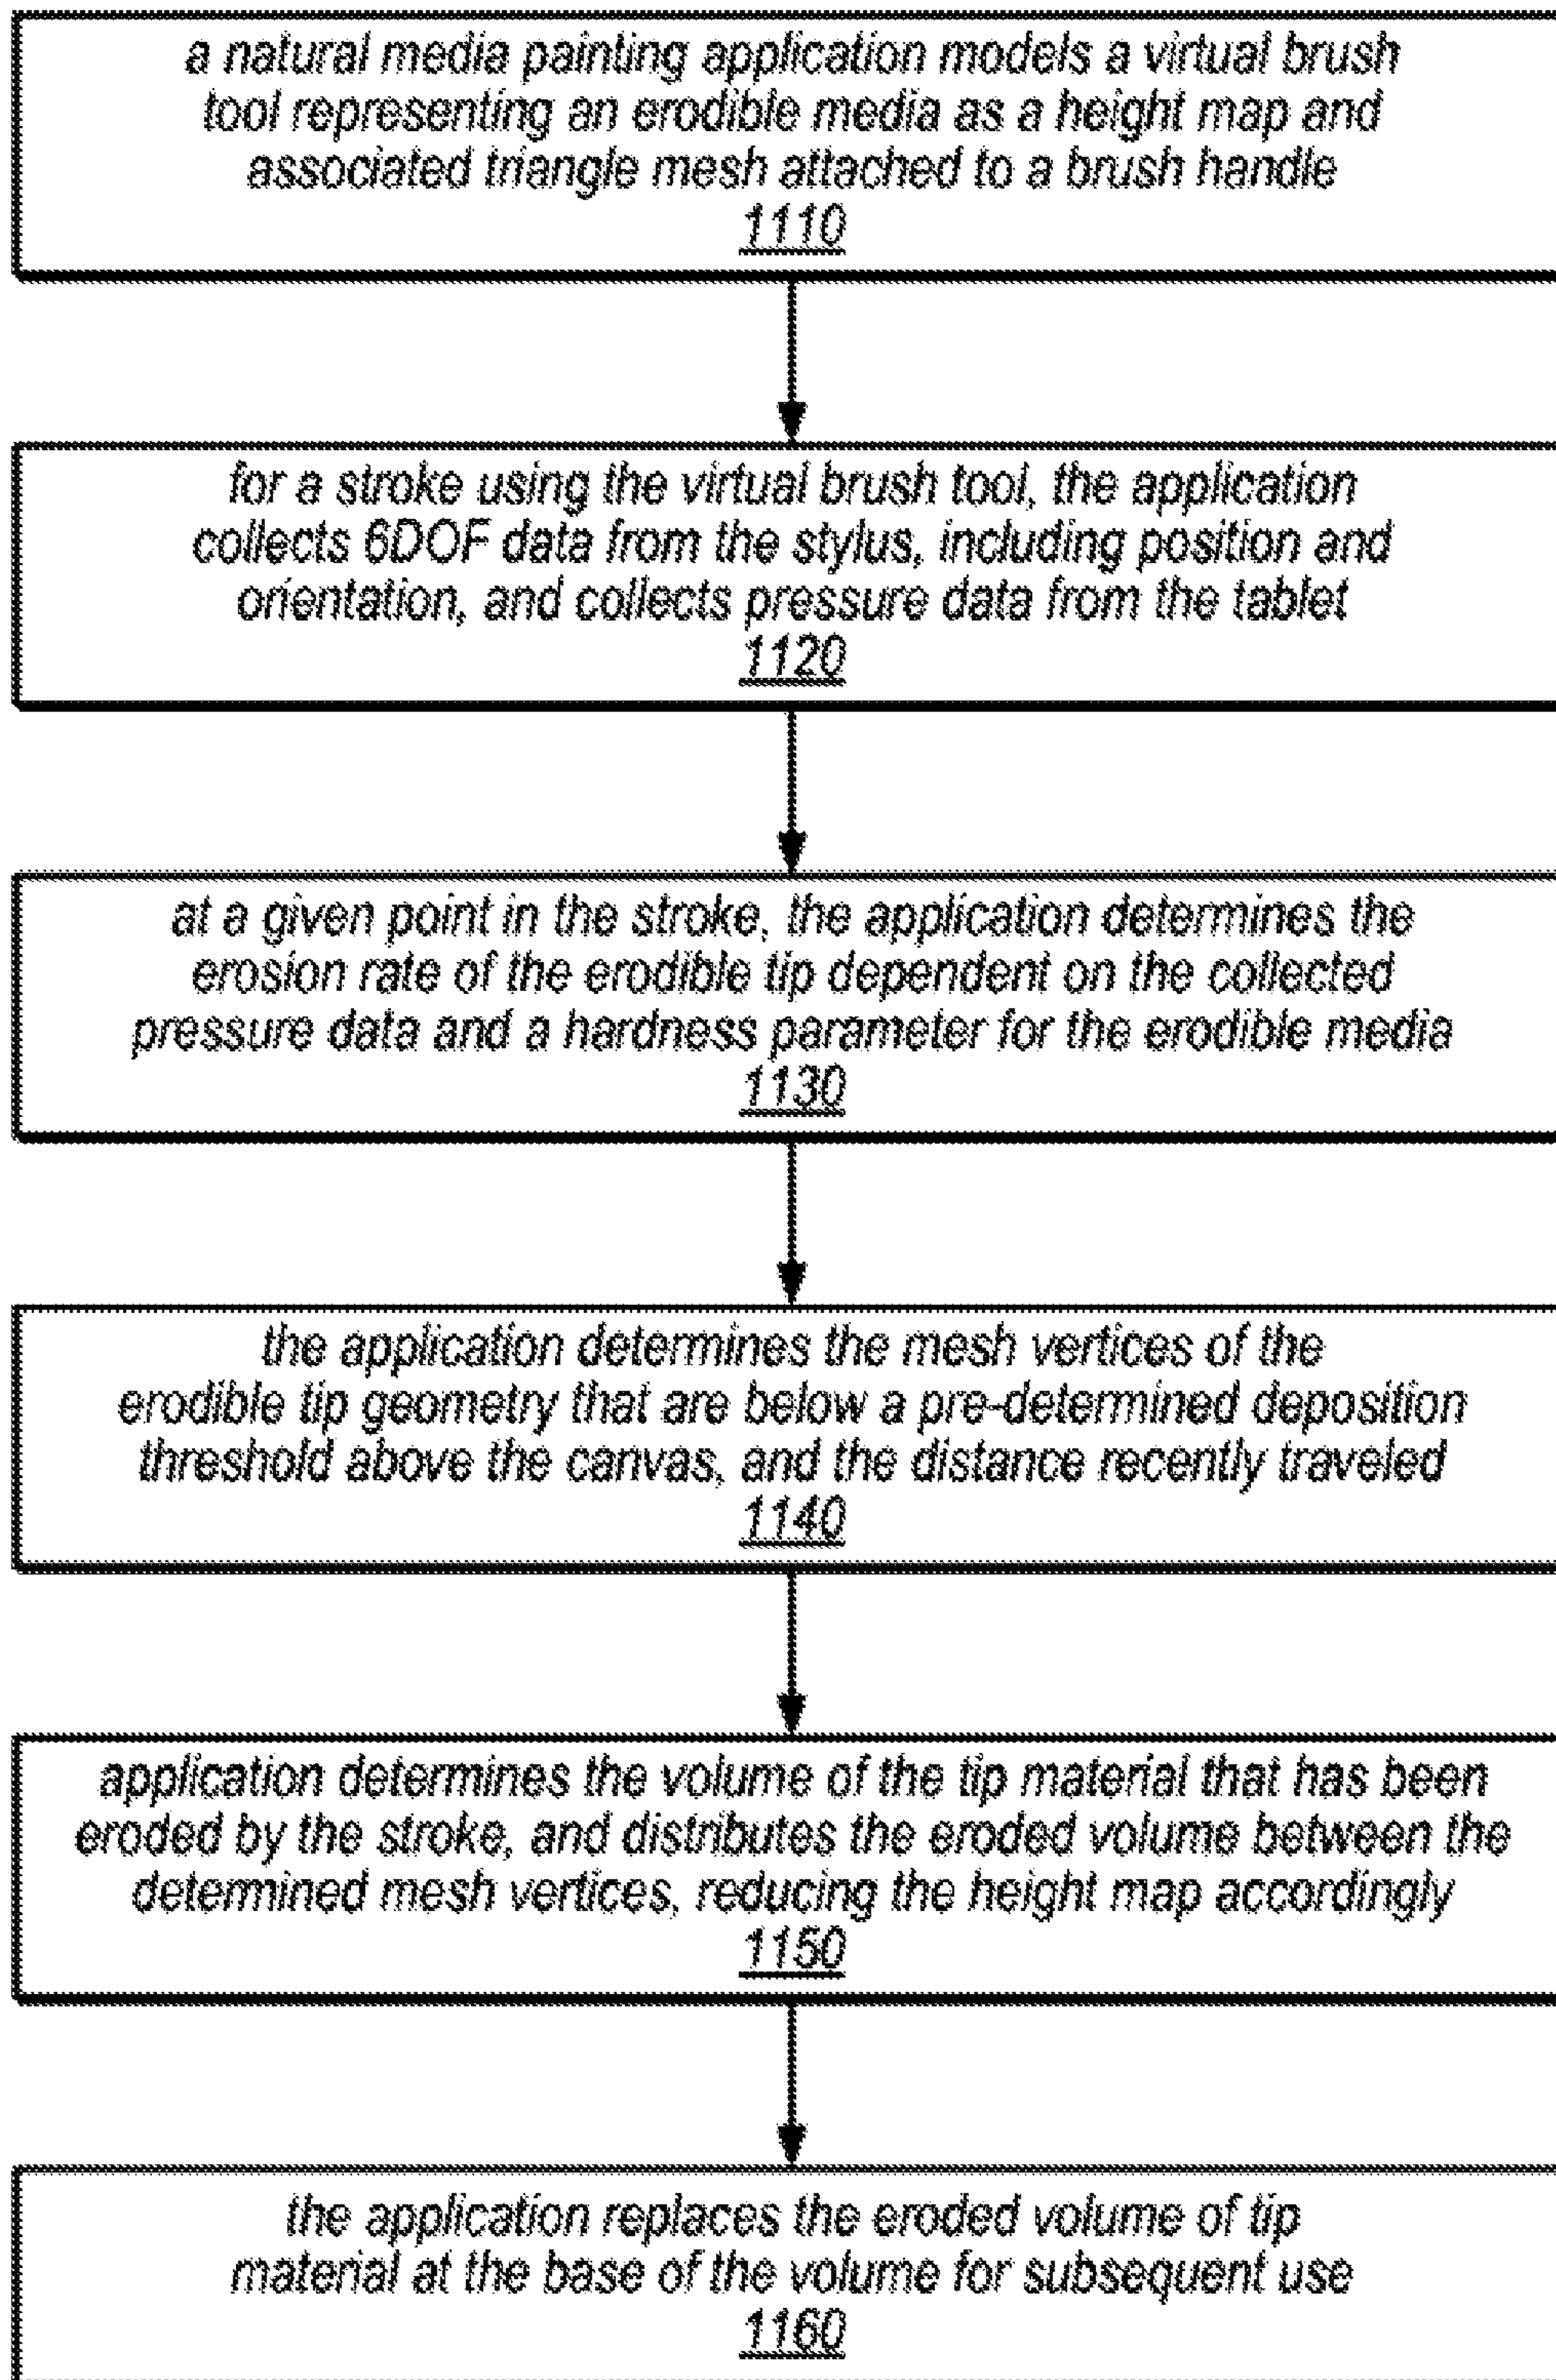 a natural media painting application models a virtual brush
tool representing an erodible media as a height map and
associated triangle mesh attached to a brush handle
1110
for a stroke using the virtual brush tool, the application
collects 6DOF data from the stylus, including position and
orientation, and collects pressure data from the tablet
1120
at a given point in the stroke, the application determines the
erosion rate of the erodible tip dependent on the collected
pressure data and a hardness parameter for the erodible media
1130
the application determines the mesh vertices of the
erodible tip geometry that are below a pre-determined deposition
threshold above the canvas, and the distance recently traveled
1140
application determines the volume of the tip material that has been
eroded by the stroke, and distributes the eroded volume between the
determined mesh vertices, reducing the height map accordingly
1150
the application replaces the eroded volume of tip
material at the base of the volume for subsequent use
1160